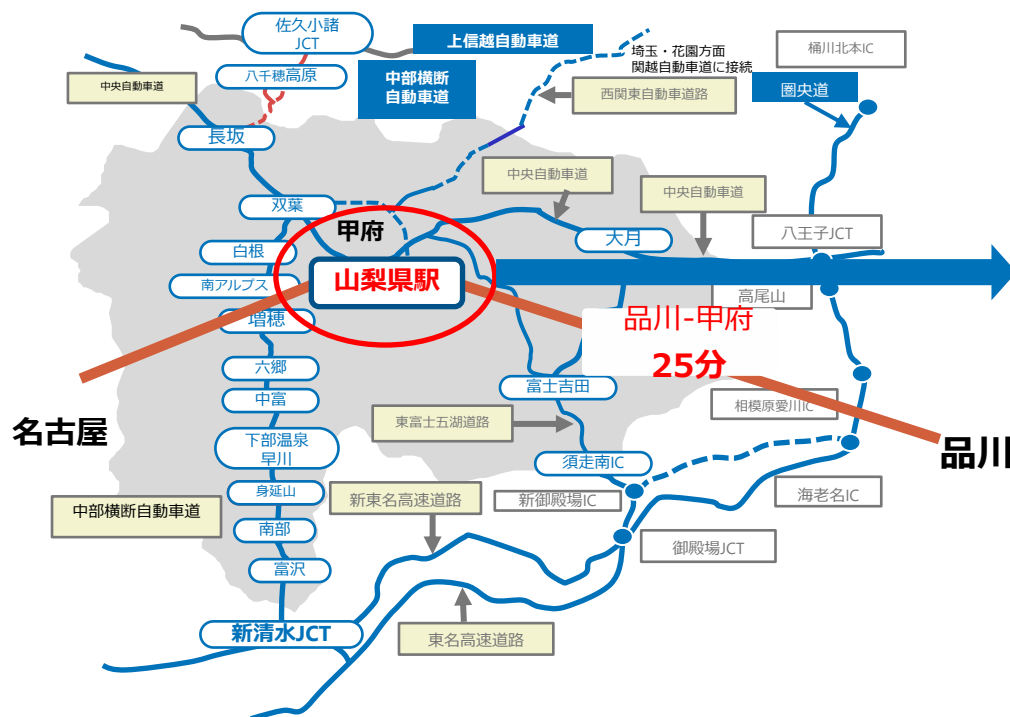 佐久小諸
JCT
上信越自動車道
埼玉・花園方面
関越自動車道に接続
桶川北本IC
八千穂高原
中部横断
自動車道
中央自動車道
西関東自動車道路
圏央道
長坂
中央自動車道
中央自動車道
双葉
甲府
大月
八王子JCT
白根
山梨県駅
南アルプス
高尾山
増穂
品川-甲府
25分
六郷
富士吉田
中富
相模原愛川IC
東富士五湖道路
名古屋
下部温泉
早川
品川
須走南IC
身延山
新東名高速道路
新御殿場IC
海老名IC
中部横断自動車道
南部
御殿場JCT
富沢
新清水JCT
東名高速道路